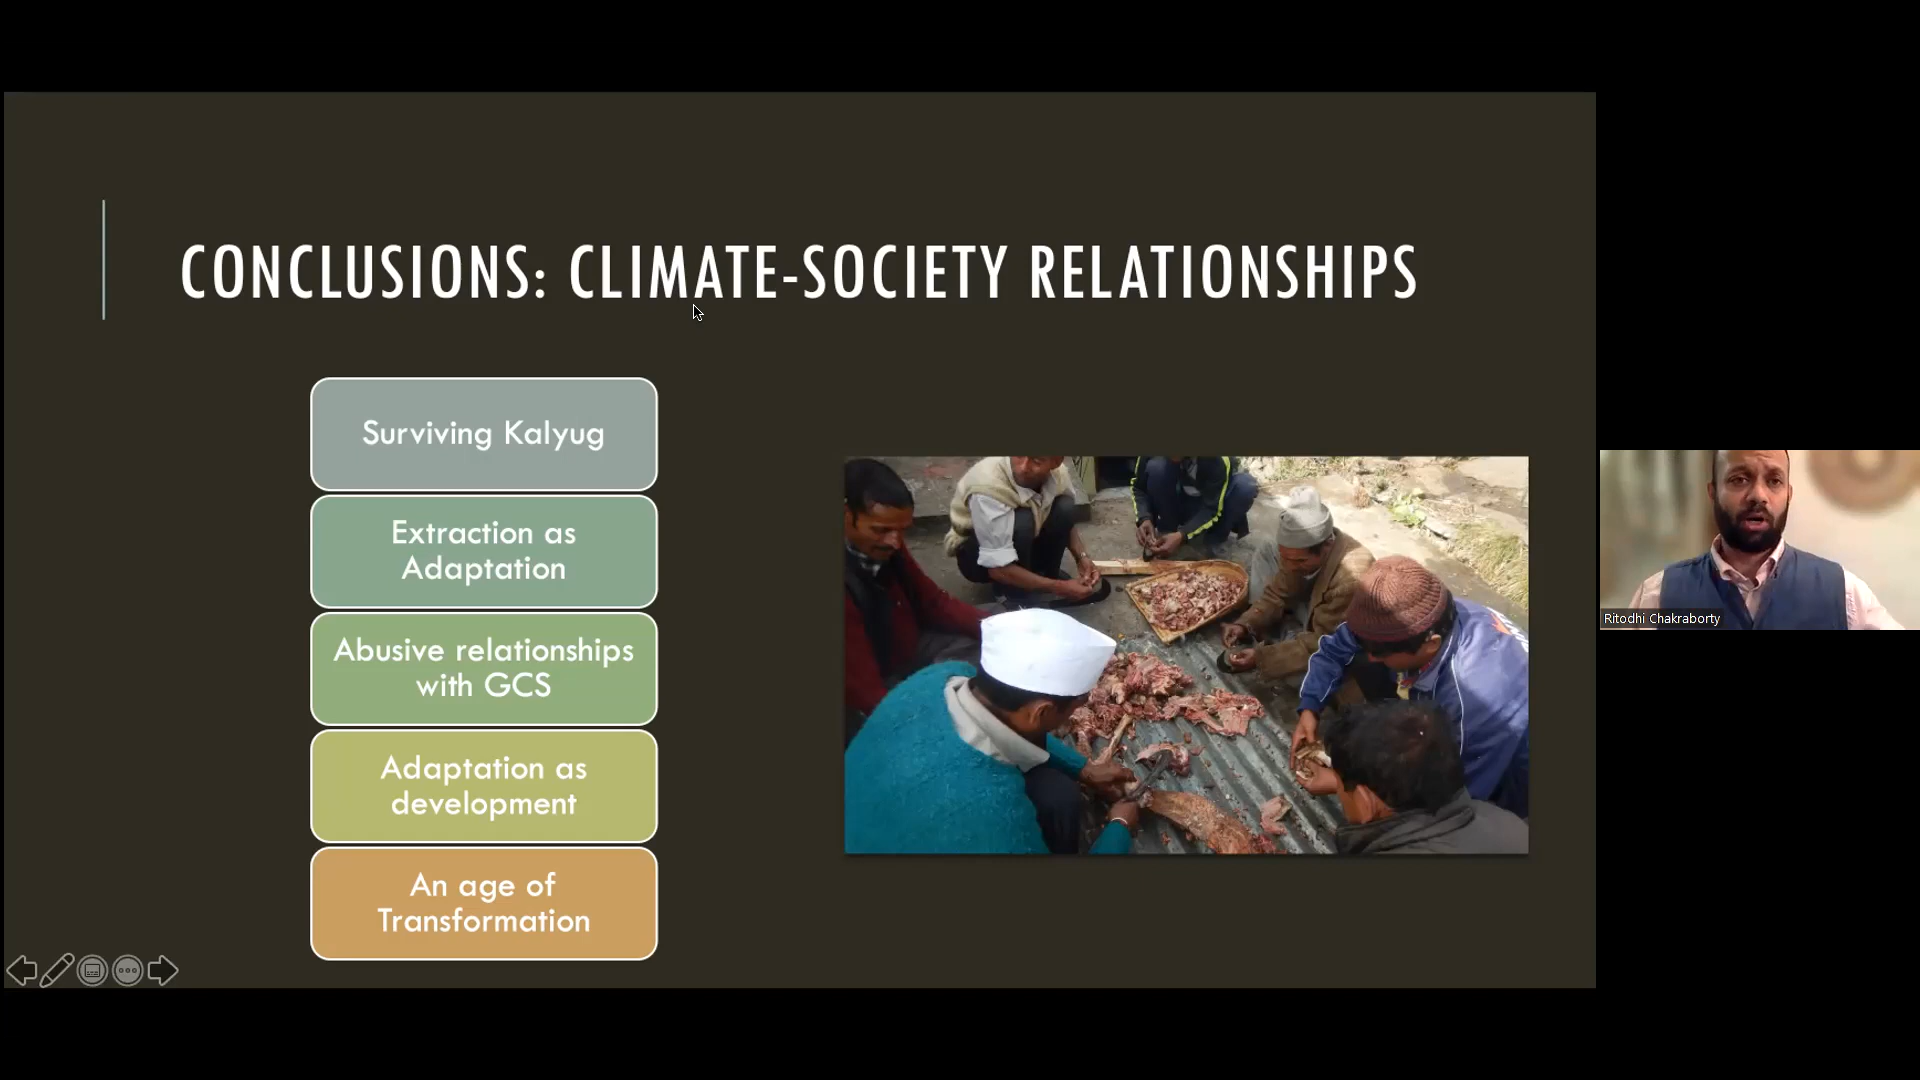 CONCLUSIONS: CLIMATE-SOCIETY RELATIONSHIPS
Surviving Kalyug
Extraction as
Adaptation
Abusive relationships
with GCS
Adaptation as
development
An age of
Transformation
Ritodhi Chakraborty